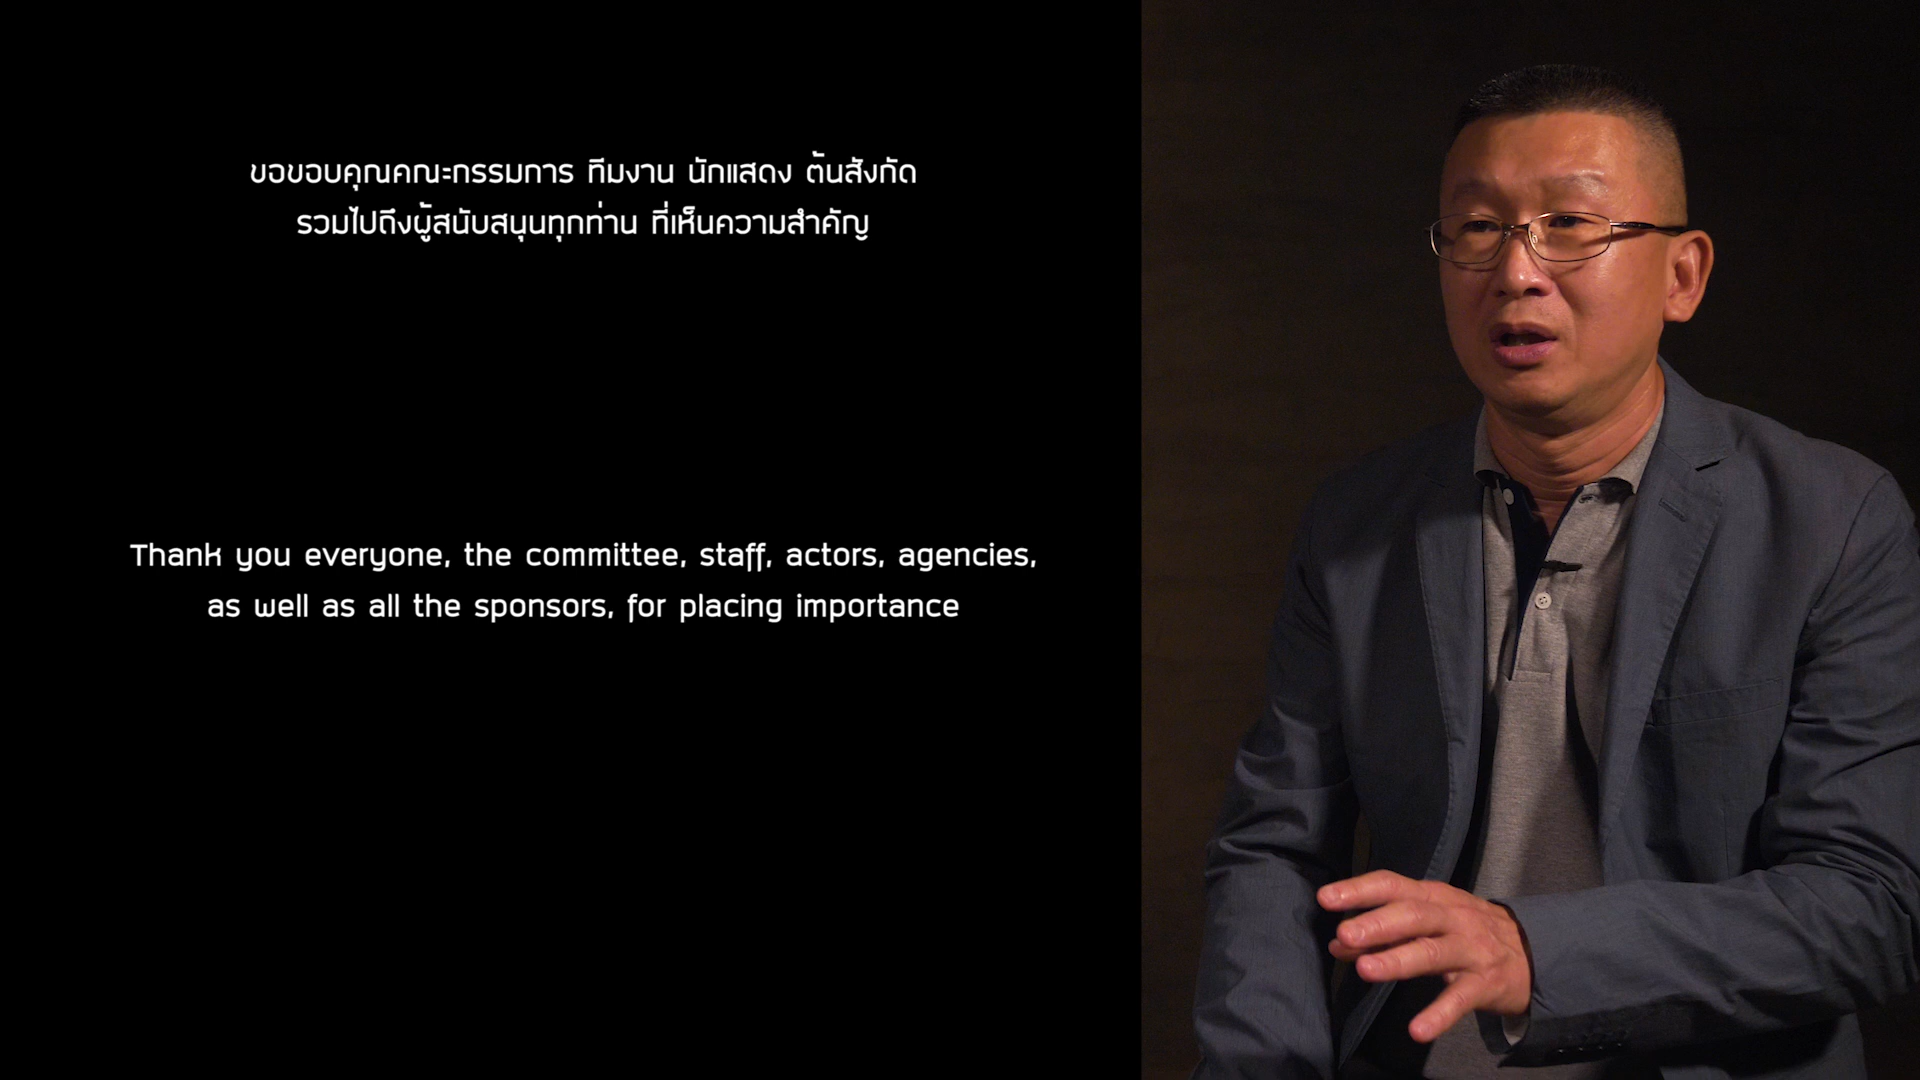 ขอขอบคุณคณะกรรมการ ทีมงาน นักแสดง ต้นสังกัด
รวมไปถึงผู้สนับสนุนทุกท่าน ที่เห็นความสำคัญ
Thank you everyone, the committee, staff, actors, agencies,
as well as all the sponsors, for placing importance